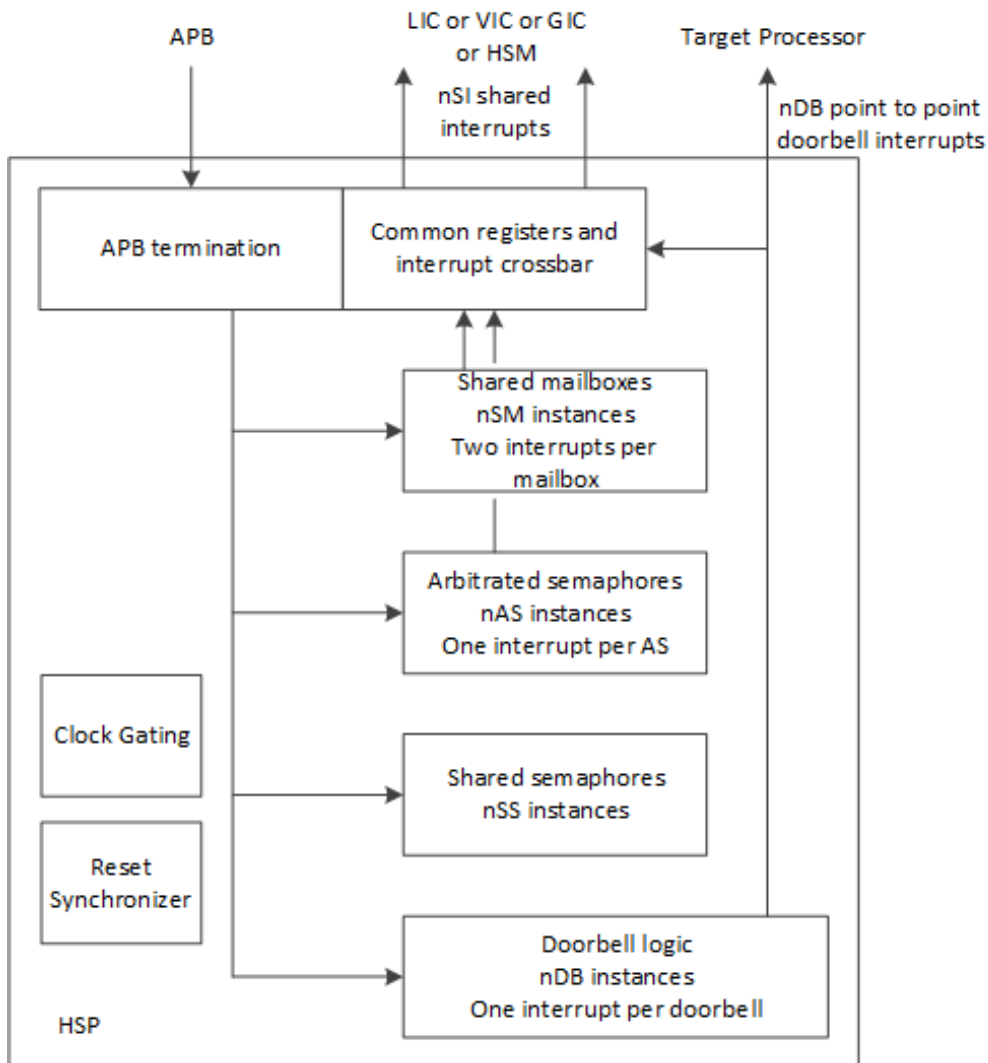 APB
LIC or VIC or GIC
or HSM
Target Processor
nSI shared
interrupts
nDB point to point
doorbell interrupts
APB termination
Common registers and
interrupt crossbar
Shared mailboxes
nSM instances
Two interrupts per
mailbox
Arbitrated semaphores
nAS instances
One interrupt per AS
Clock Gating
Shared semaphores
nSS instances
Reset
Synchronizer
Doorbell logic
nDB instances
One interrupt per doorbell
HSP